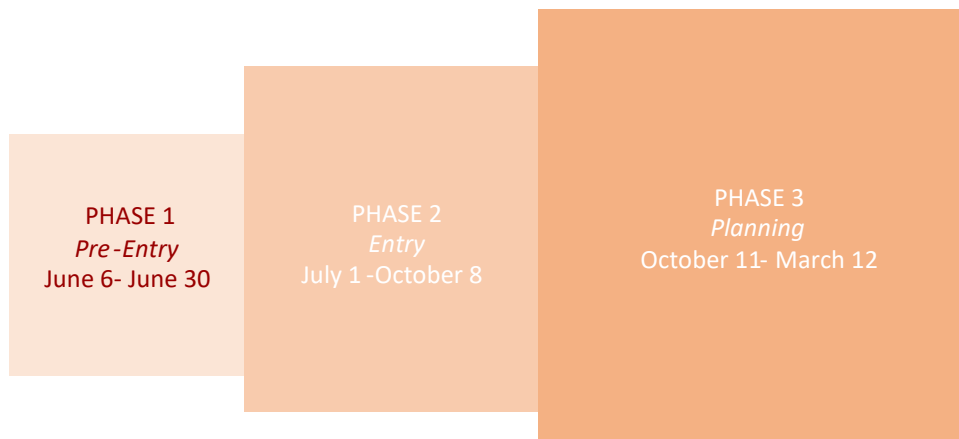 PHASE 1
Pre-Entry
June 6- June 30
PHASE 2
Entry
July 1 -October 8
PHASE 3
Planning
October 11- March 12